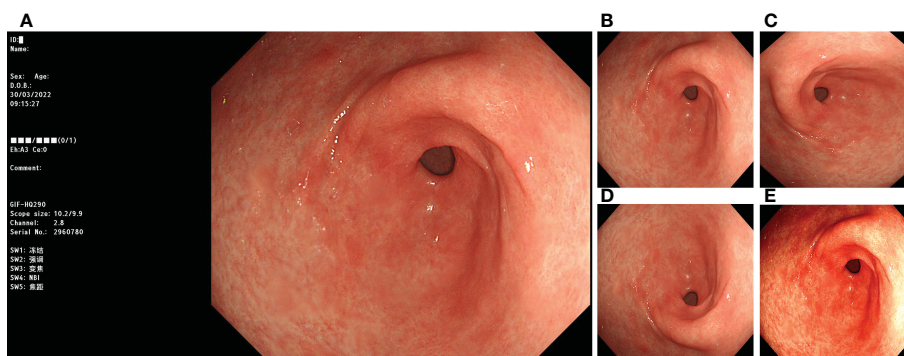 A
B
C
ID:
Name:
Sex: Age:
D.O.B.:
30/03/2022
09:15:27
■■■/■■■(0/1)
Eh:A3 Ce:0
Comment:
D
E
GIF-HQ290
Scope size: 10.2/9.9
Channel: 2.8
Serial No.: 2960780
SW1: 冻结
SW2: 强调
SW3: 变焦
SW4: NBI
SW5: 焦距